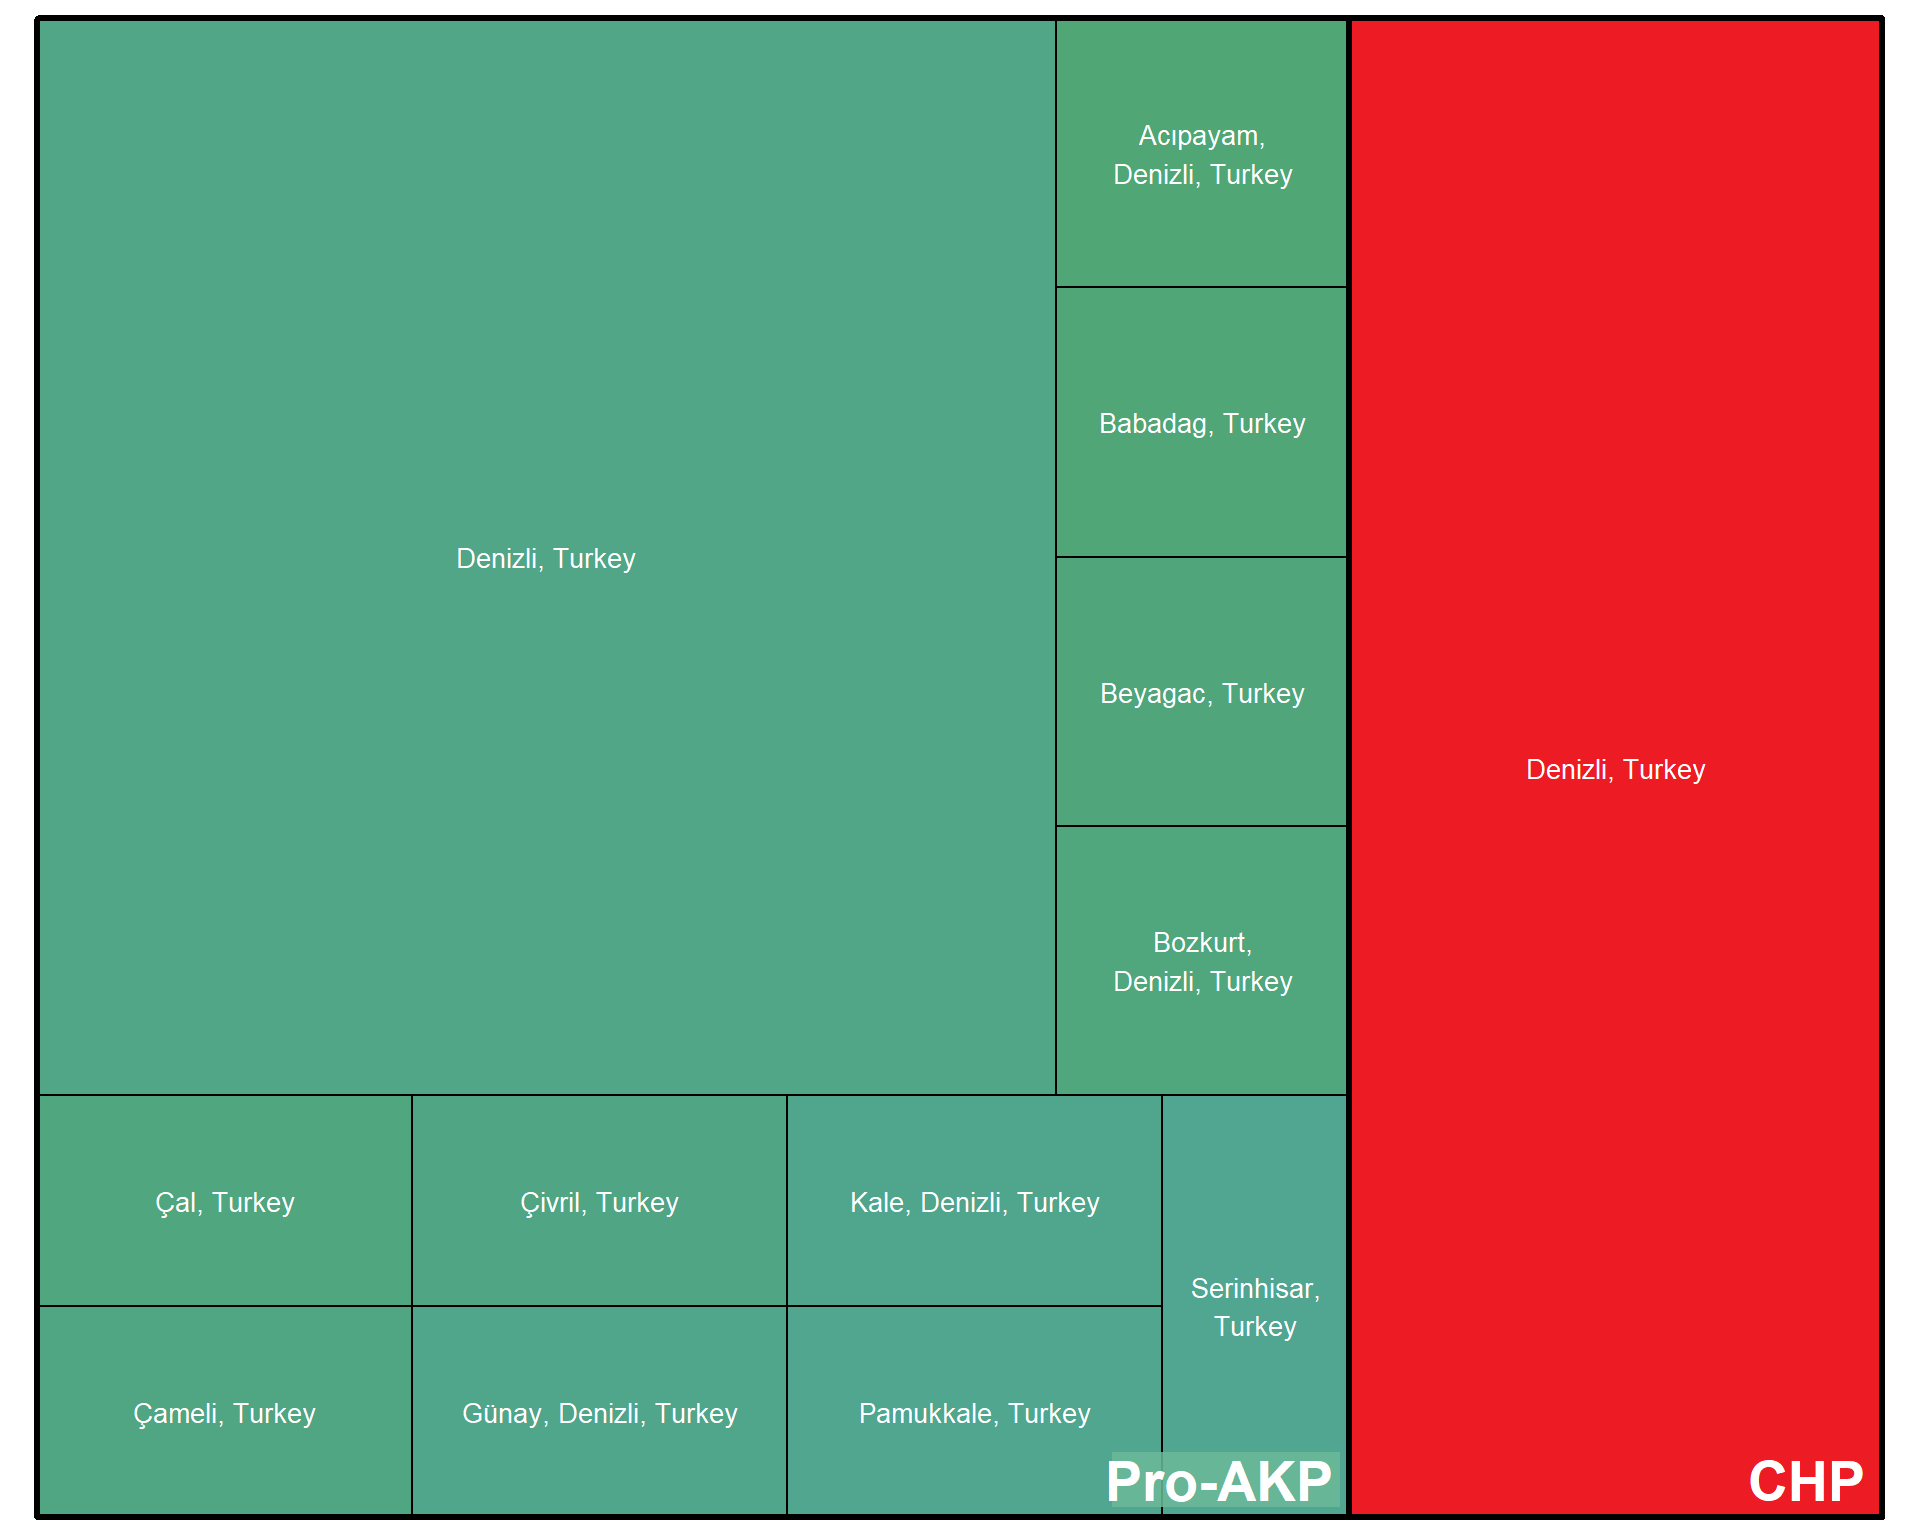 Denizli, Turkey
Acıpayam,
Denizli, Turkey
Babadag, Turkey
Beyagac, Turkey
Bozkurt,
Denizli, Turkey
Çal, Turkey
Çivril, Turkey
Kale, Denizli, Turkey
Çameli, Turkey
Günay, Denizli, Turkey
Pamukkale, Turkey
Serinhisar,
Turkey
Pro-AKP
Denizli, Turkey
CHP